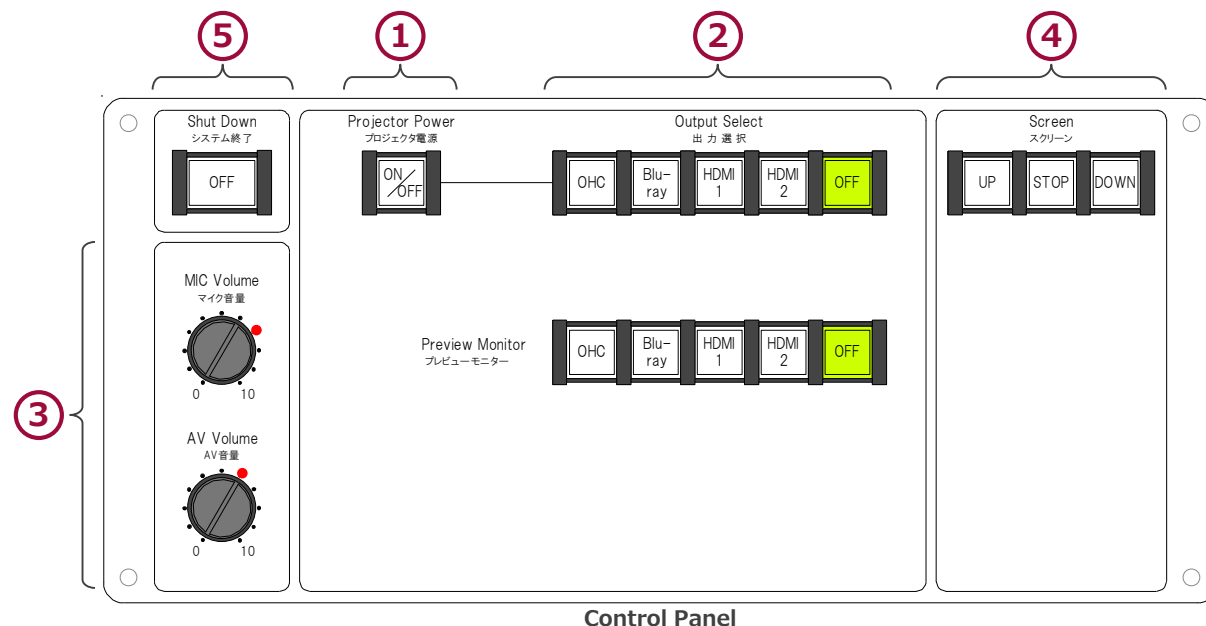 ⑤
①
②
④
Shut Down
システム終了
OFF
Projector Power
プロジェクタ電源
ON/OFF
Output Select
出力選択
OHC
Blu-
ray
HDMI
1
HDMI
2
OFF
Screen
スクリーン
UP
STOP
DOWN
③
MIC Volume
マイク音量
0 10
AV Volume
AV音量
0 10
Preview Monitor
プレビューモニター
OHC
Blu-
ray
HDMI
1
HDMI
2
OFF
Control Panel